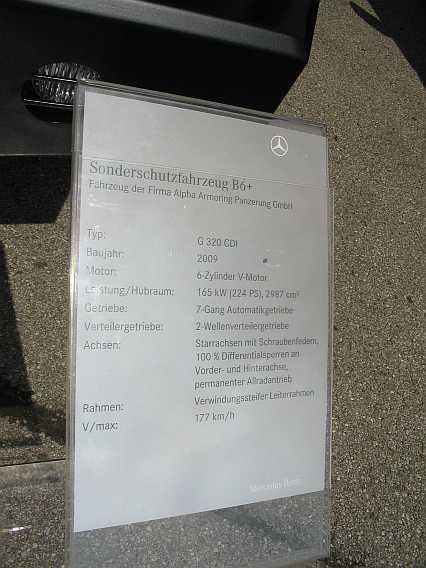 Sonderschutzfahrzeug B6+
Fahrzeug der Firma Alpha Armoring Panzerung GmbH
Typ: G 320 CDI
Baujahr: 2009
Motor: 6-Zylinder V-Motor
Leistung/Hubraum: 165 kW (224 PS), 2987 cm³
Getriebe: 7-Gang Automatikgetriebe
Verteilergetriebe: 2-Wellenverteilergetriebe
Achsen: Starrachsen mit Schraubenfedern,
100 % Differentialsperren an
Vorder- und Hinterachse,
permanenter Allradantrieb
Rahmen: Verwindungssteifer Leiterrahmen
V/max: 177 km/h
Mercedes-Benz